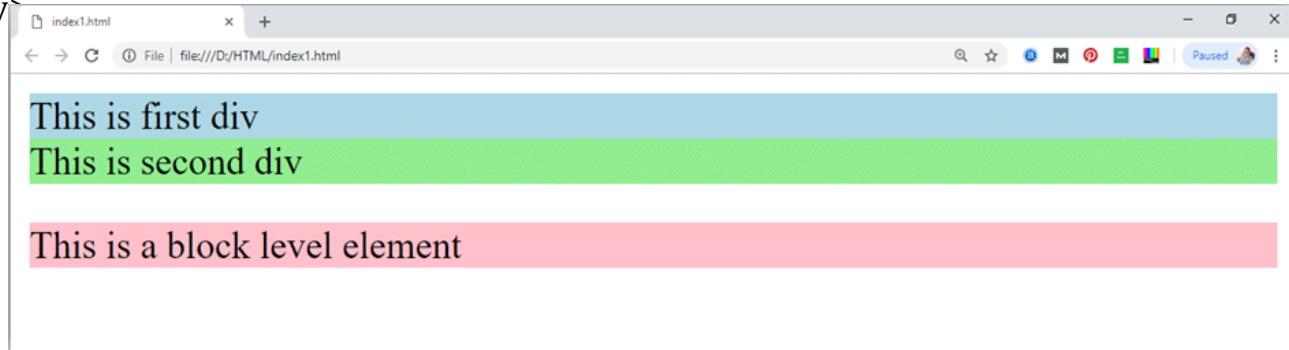 index1.html
File file:///D:/HTML/index1.html Paused
This is first div
This is second div
This is a block level element